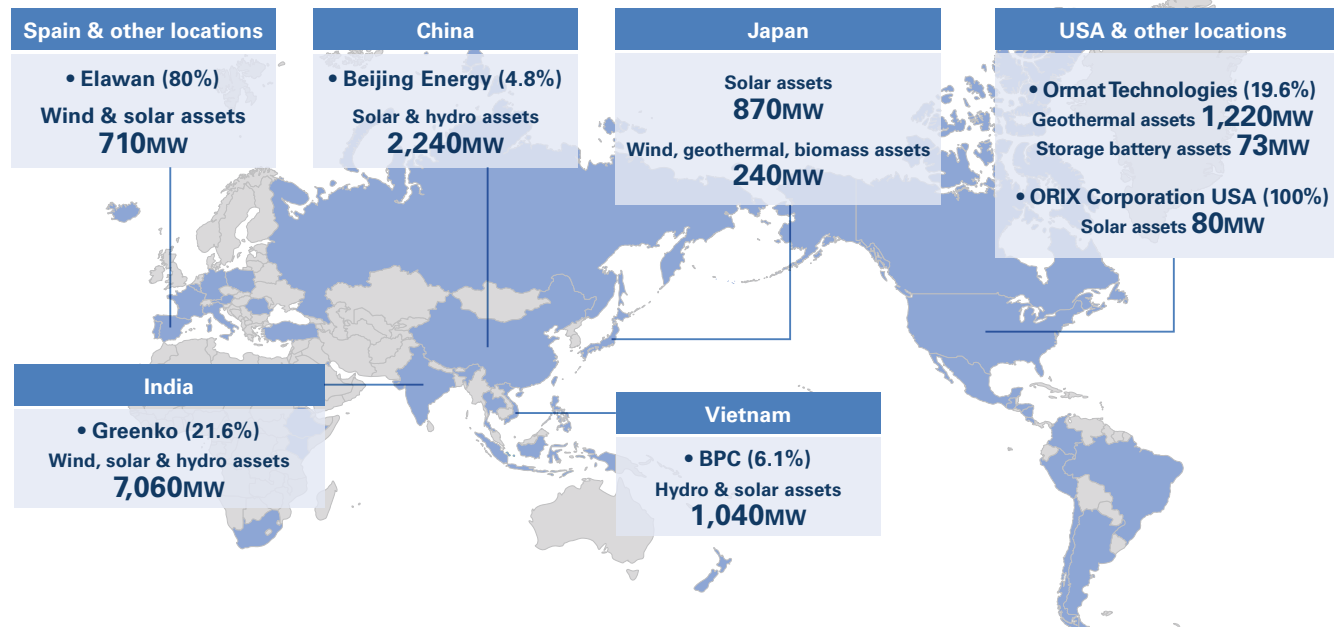 Spain & other locations
• Elawan (80%)
Wind & solar assets
710MW
China
• Beijing Energy (4.8%)
Solar & hydro assets
2,240MW
Japan
Solar assets
870MW
Wind, geothermal, biomass assets
240MW
USA & other locations
• Ormat Technologies (19.6%)
Geothermal assets 1,220MW
Storage battery assets 73MW
• ORIX Corporation USA (100%)
Solar assets 80MW
India
• Greenko (21.6%)
Wind, solar & hydro assets
7,060MW
Vietnam
• BPC (6.1%)
Hydro & solar assets
1,040MW